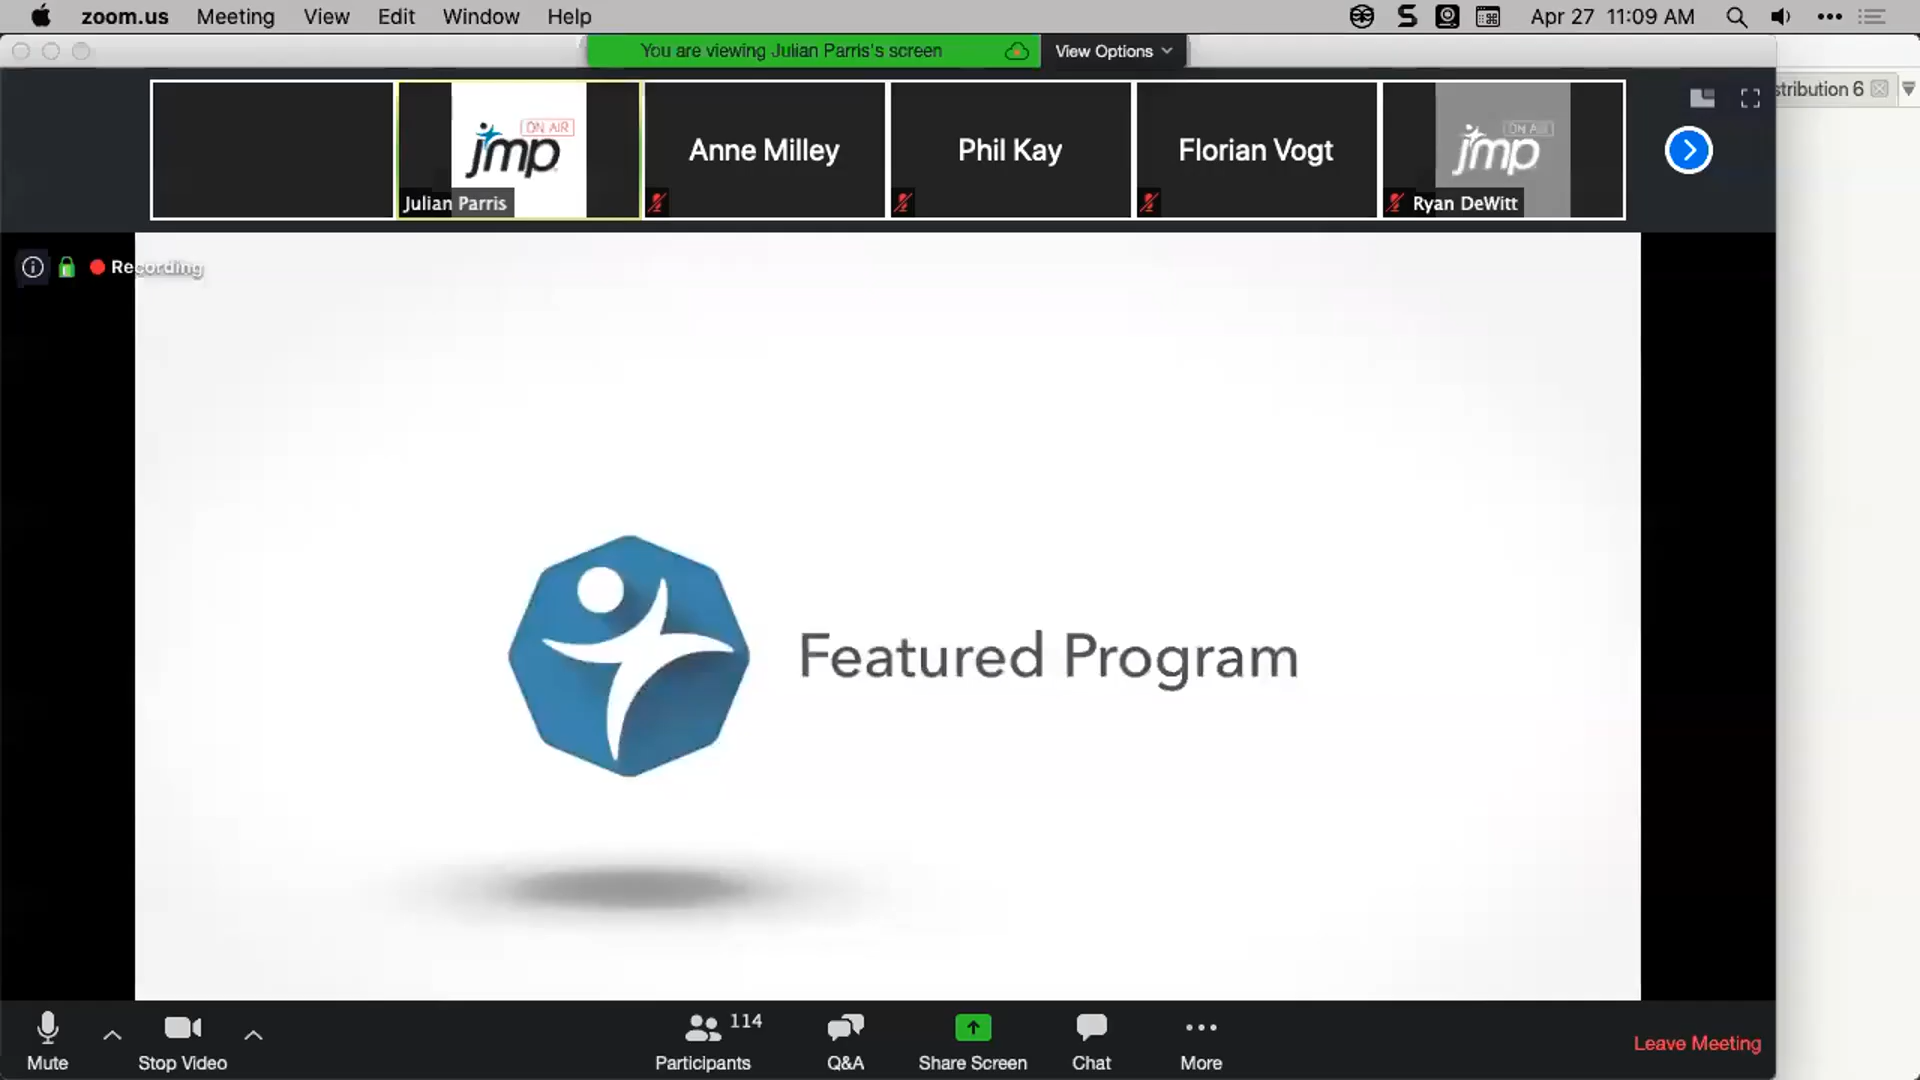 zoom.us Meeting View Edit Window Help Apr 27 11:09 AM
You are viewing Julian Parris's screen View Options
stribution 6
ON AIR
jmp
Julian Parris
Anne Milley
Phil Kay
Florian Vogt
ON AIR
jmp
Ryan DeWitt
Recording
Featured Program
Mute
Stop Video
114
Participants
Q&A
Share Screen
Chat
More
Leave Meeting